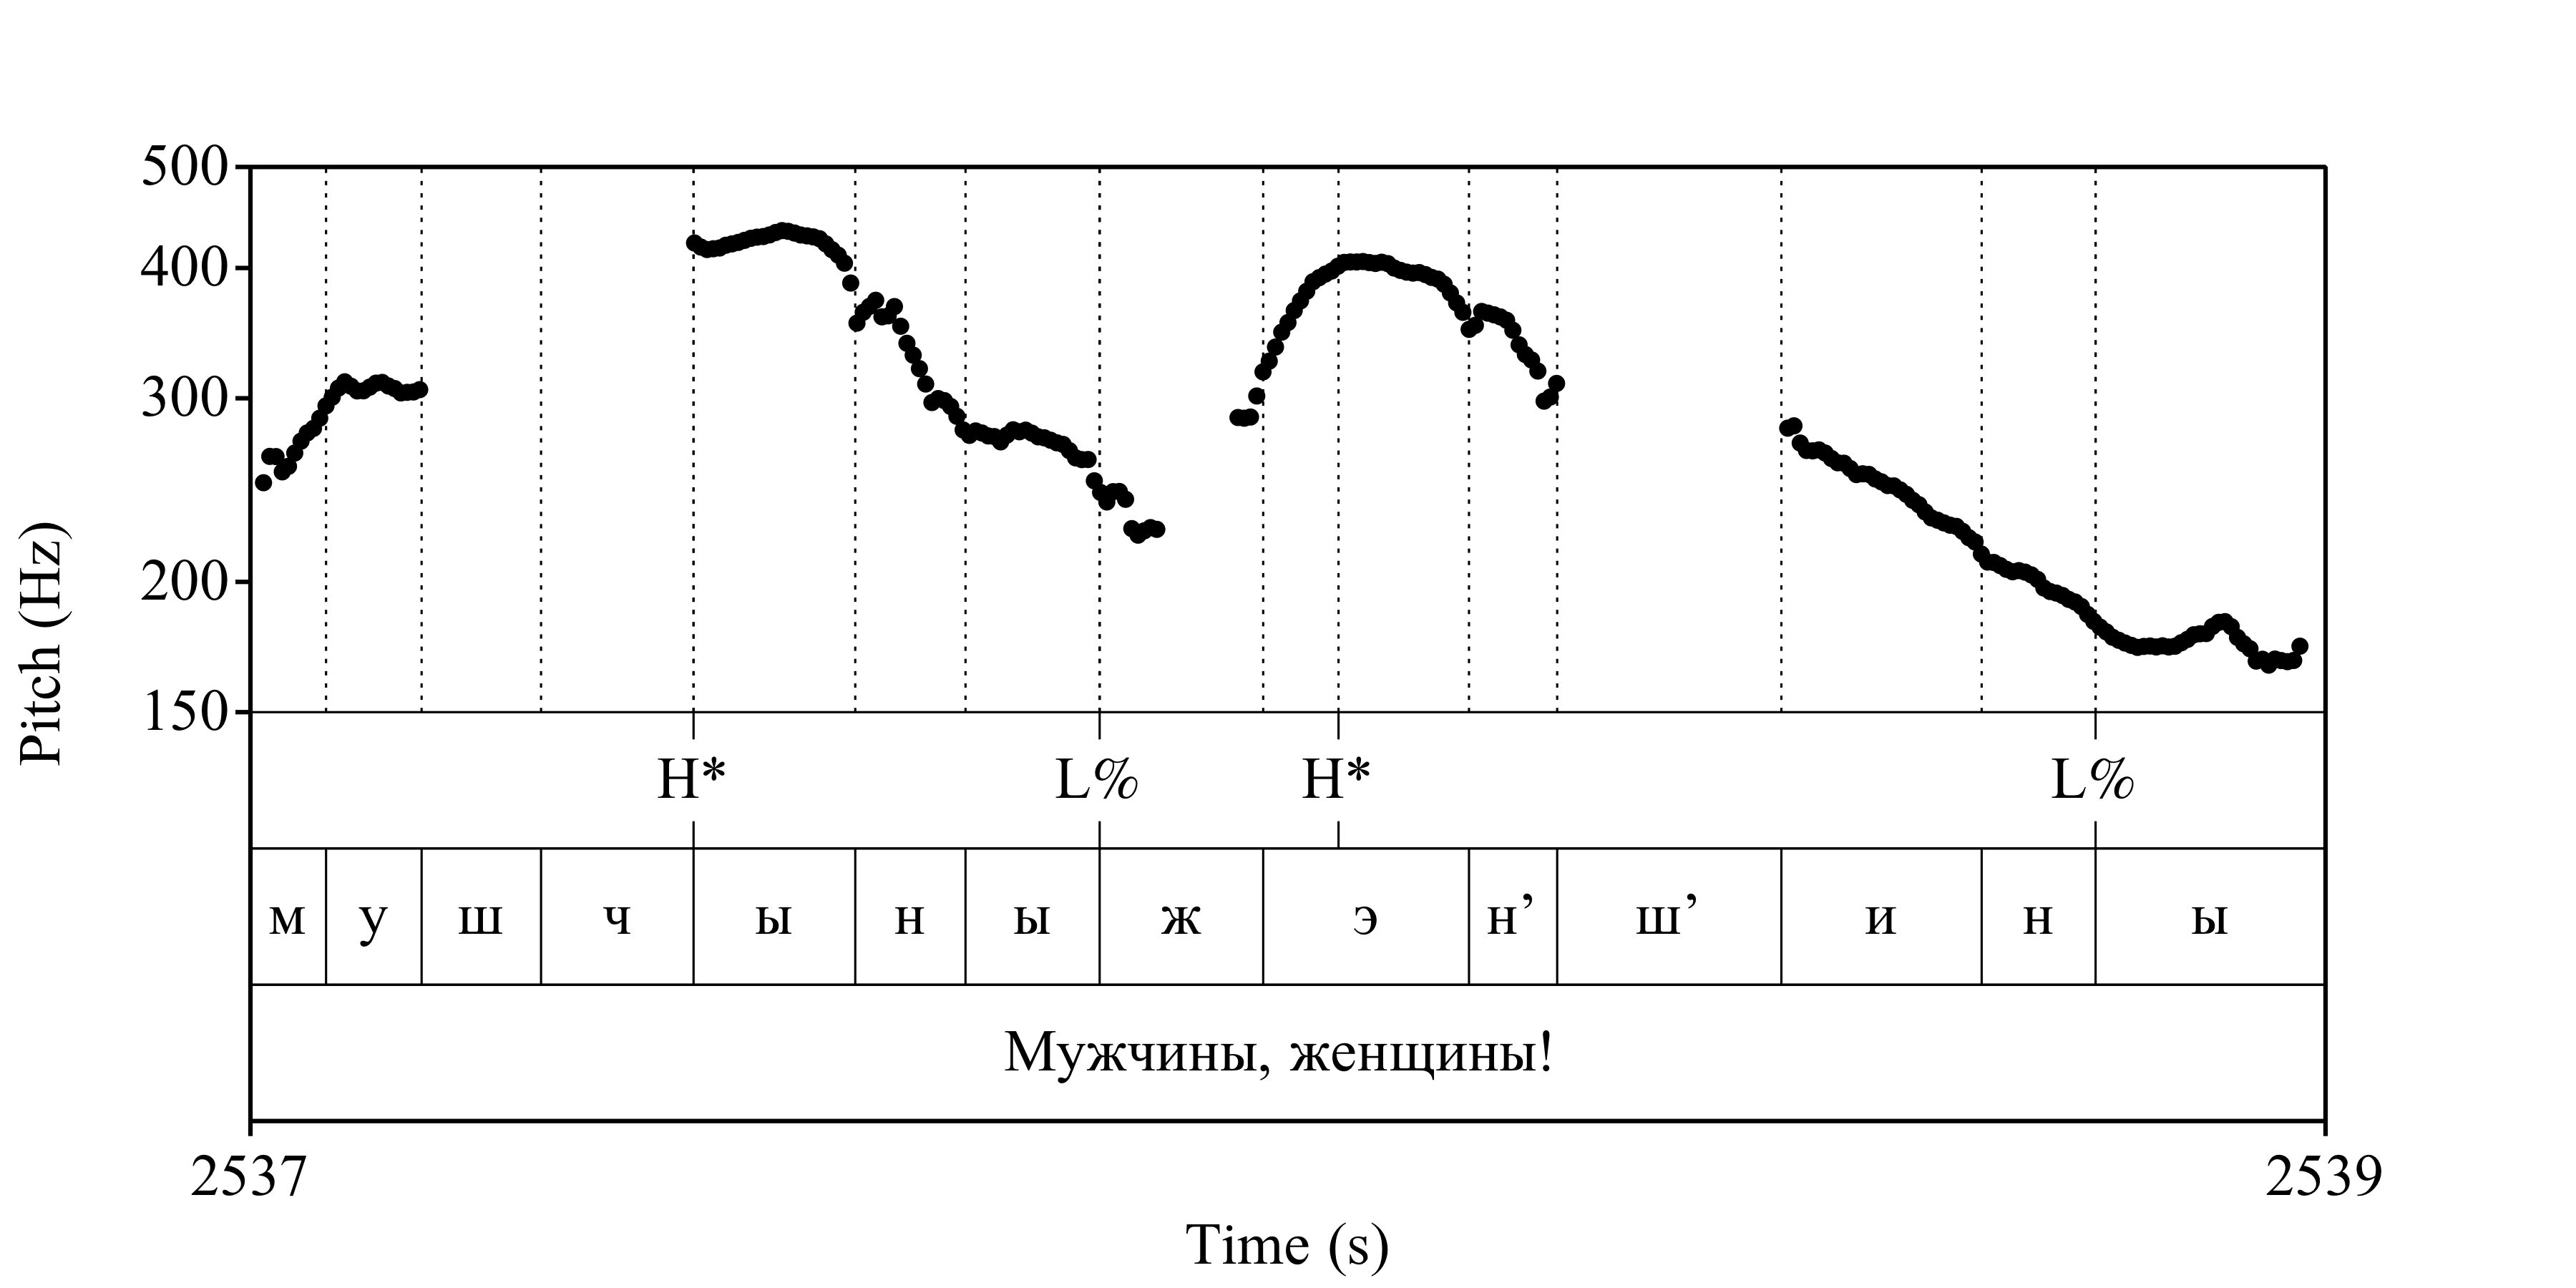 500
400
300
200
150
Pitch (Hz)
H* L% H* L%
м у ш ч ы н ы ж э н’ ш’ и н ы
Мужчины, женщины!
2537 2539
Time (s)